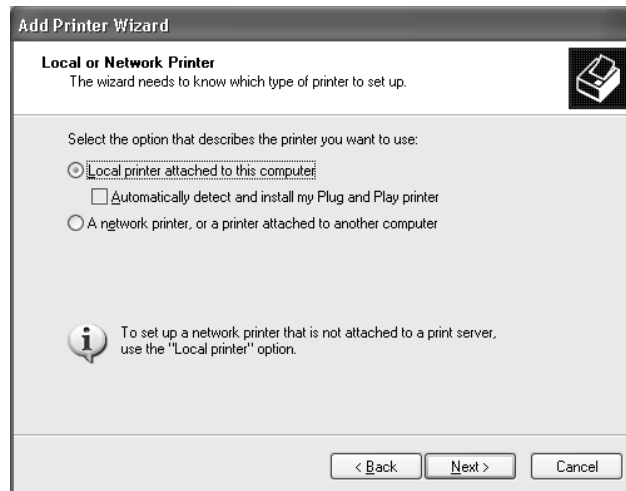 Add Printer Wizard
Local or Network Printer
The wizard needs to know which type of printer to set up.
Select the option that describes the printer you want to use:
Local printer attached to this computer
Automatically detect and install my Plug and Play printer
A network printer, or a printer attached to another computer
To set up a network printer that is not attached to a print server,
use the "Local printer" option.
< Back Next > Cancel